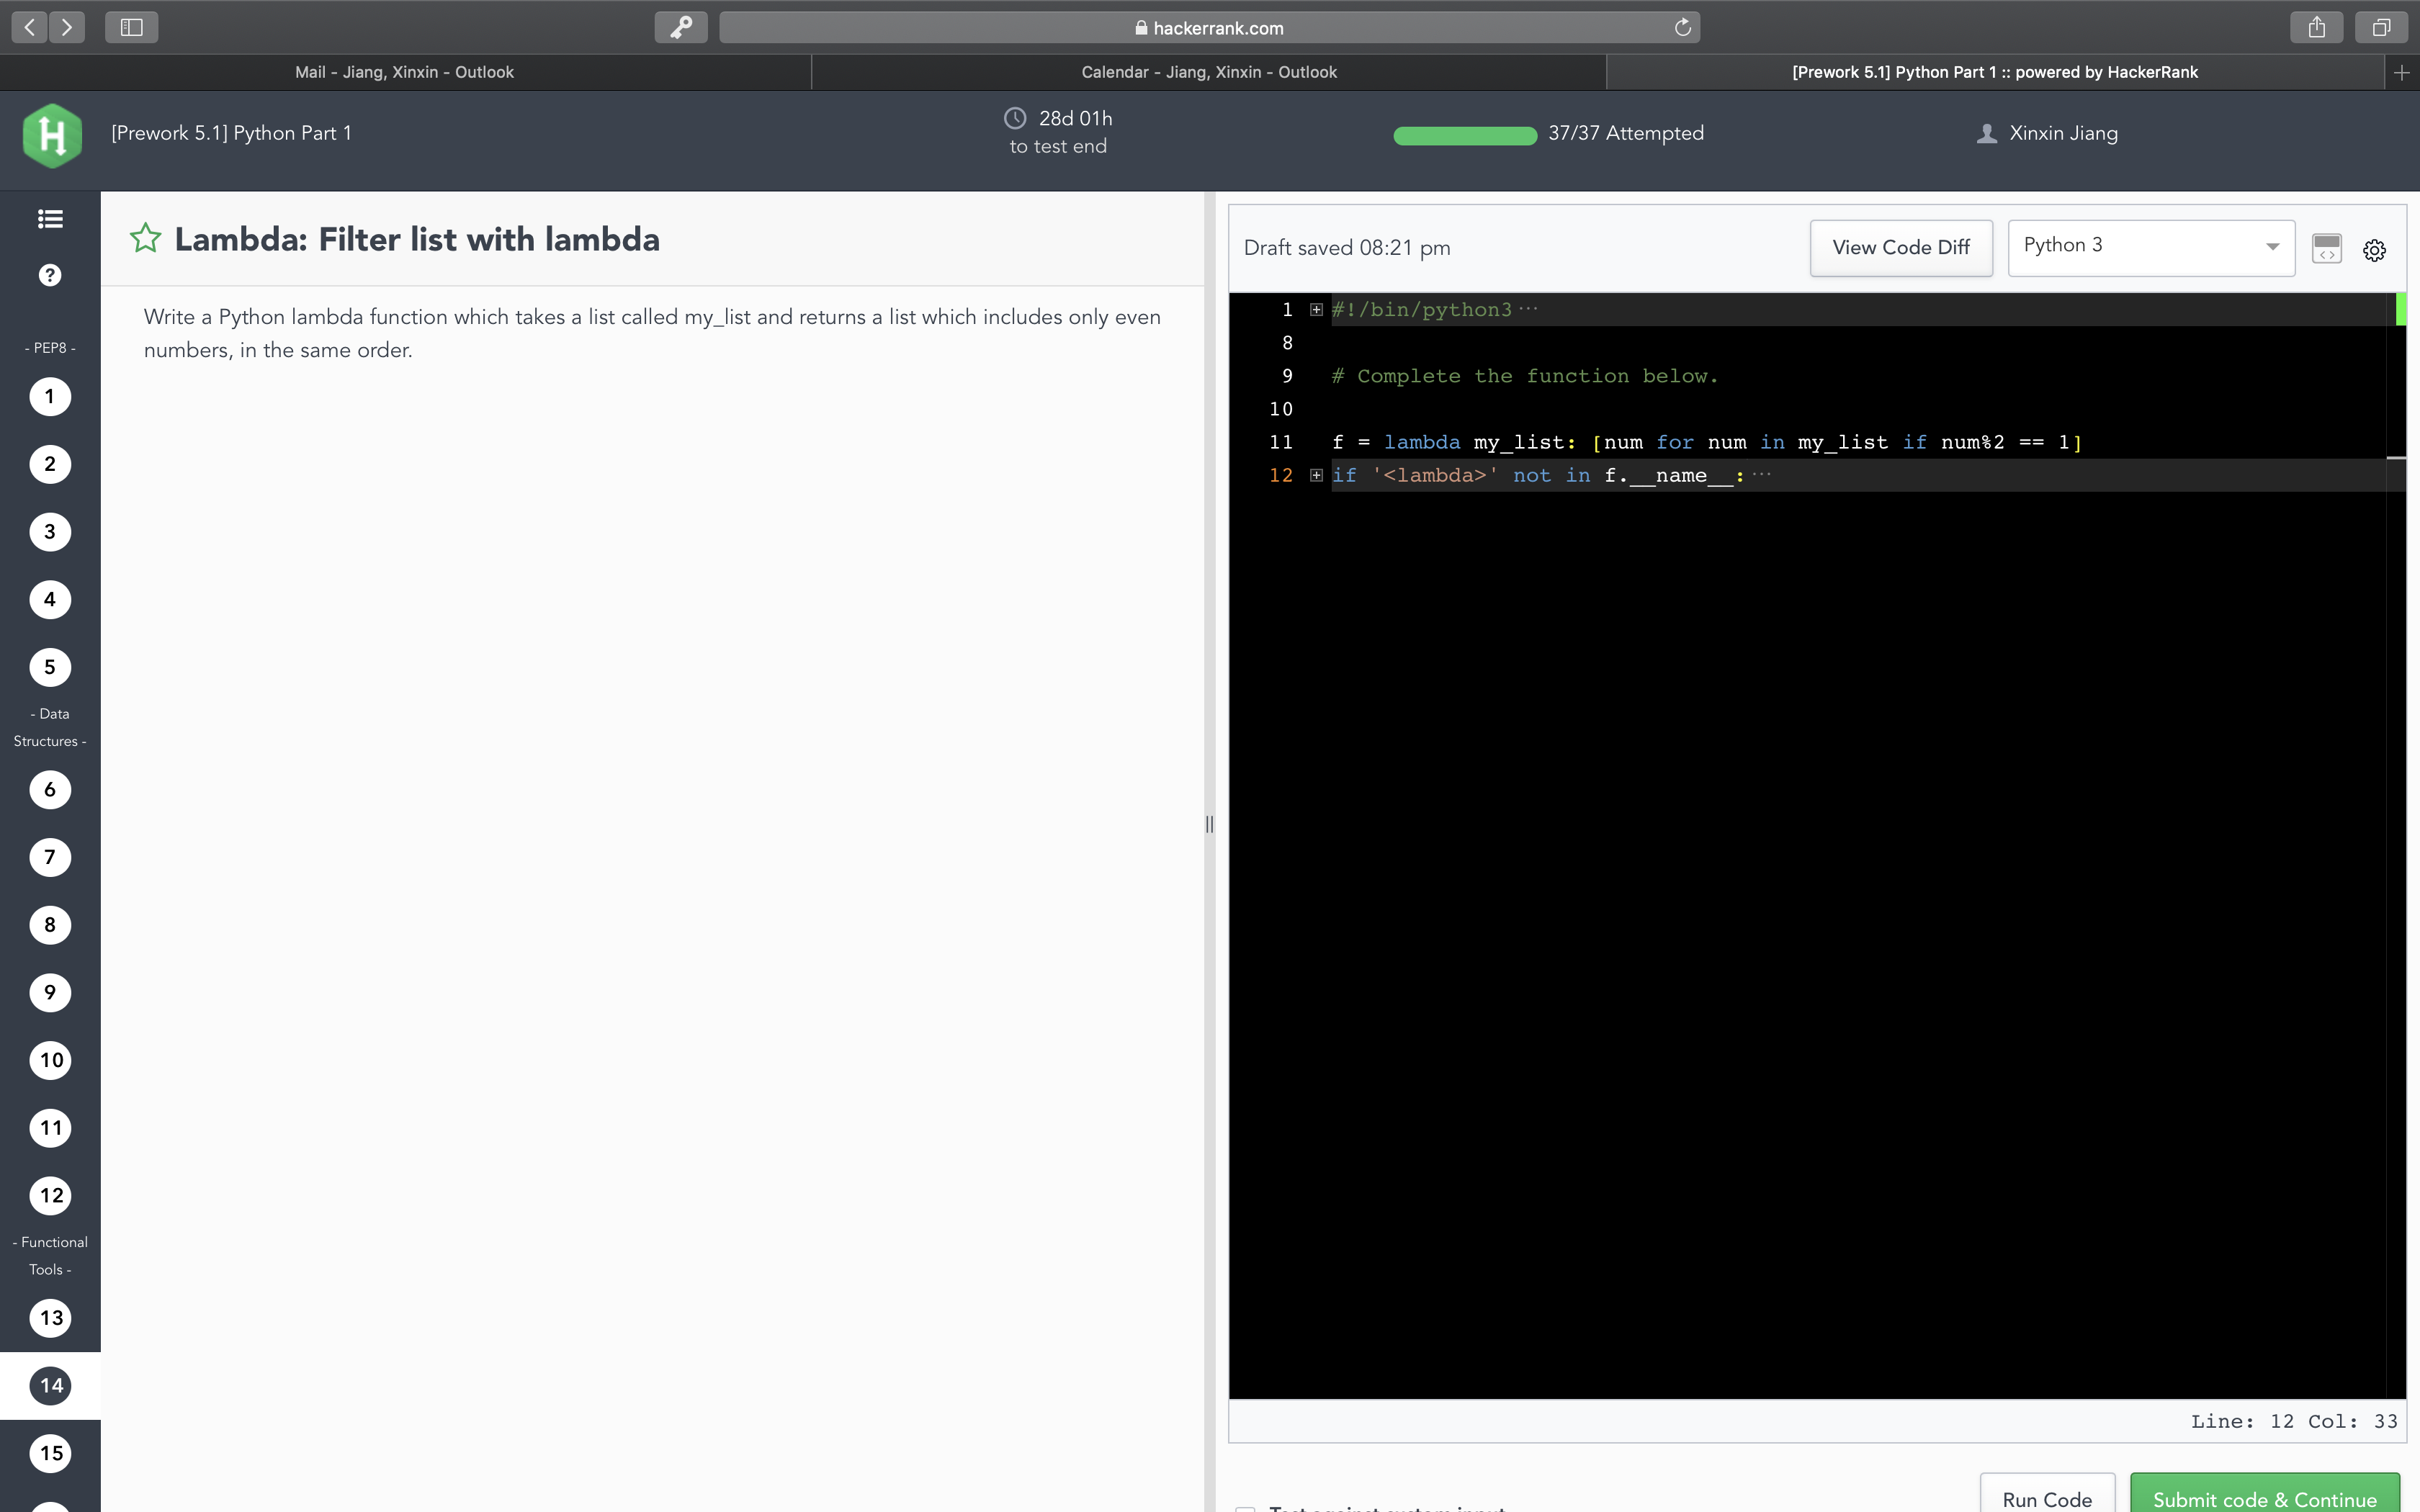 hackerrank.com
Mail - Jiang, Xinxin - Outlook
Calendar - Jiang, Xinxin - Outlook
[Prework 5.1] Python Part 1 :: powered by HackerRank
H
[Prework 5.1] Python Part 1
28d 01h
to test end
37/37 Attempted
Xinxin Jiang
?
- PEP8 -
1
2
3
4
5
- Data
Structures -
6
7
8
9
10
11
12
- Functional
Tools -
13
14
15
Lambda: Filter list with lambda
Write a Python lambda function which takes a list called my_list and returns a list which includes only even
numbers, in the same order.
Draft saved 08:21 pm
View Code Diff
Python 3
1 #!/bin/python3 ···
8
9 # Complete the function below.
10
11 f = lambda my_list: [num for num in my_list if num%2 == 1]
12 if '<lambda>' not in f.__name__: ···
Line: 12 Col: 33
Test against custom input
Run Code
Submit code & Continue